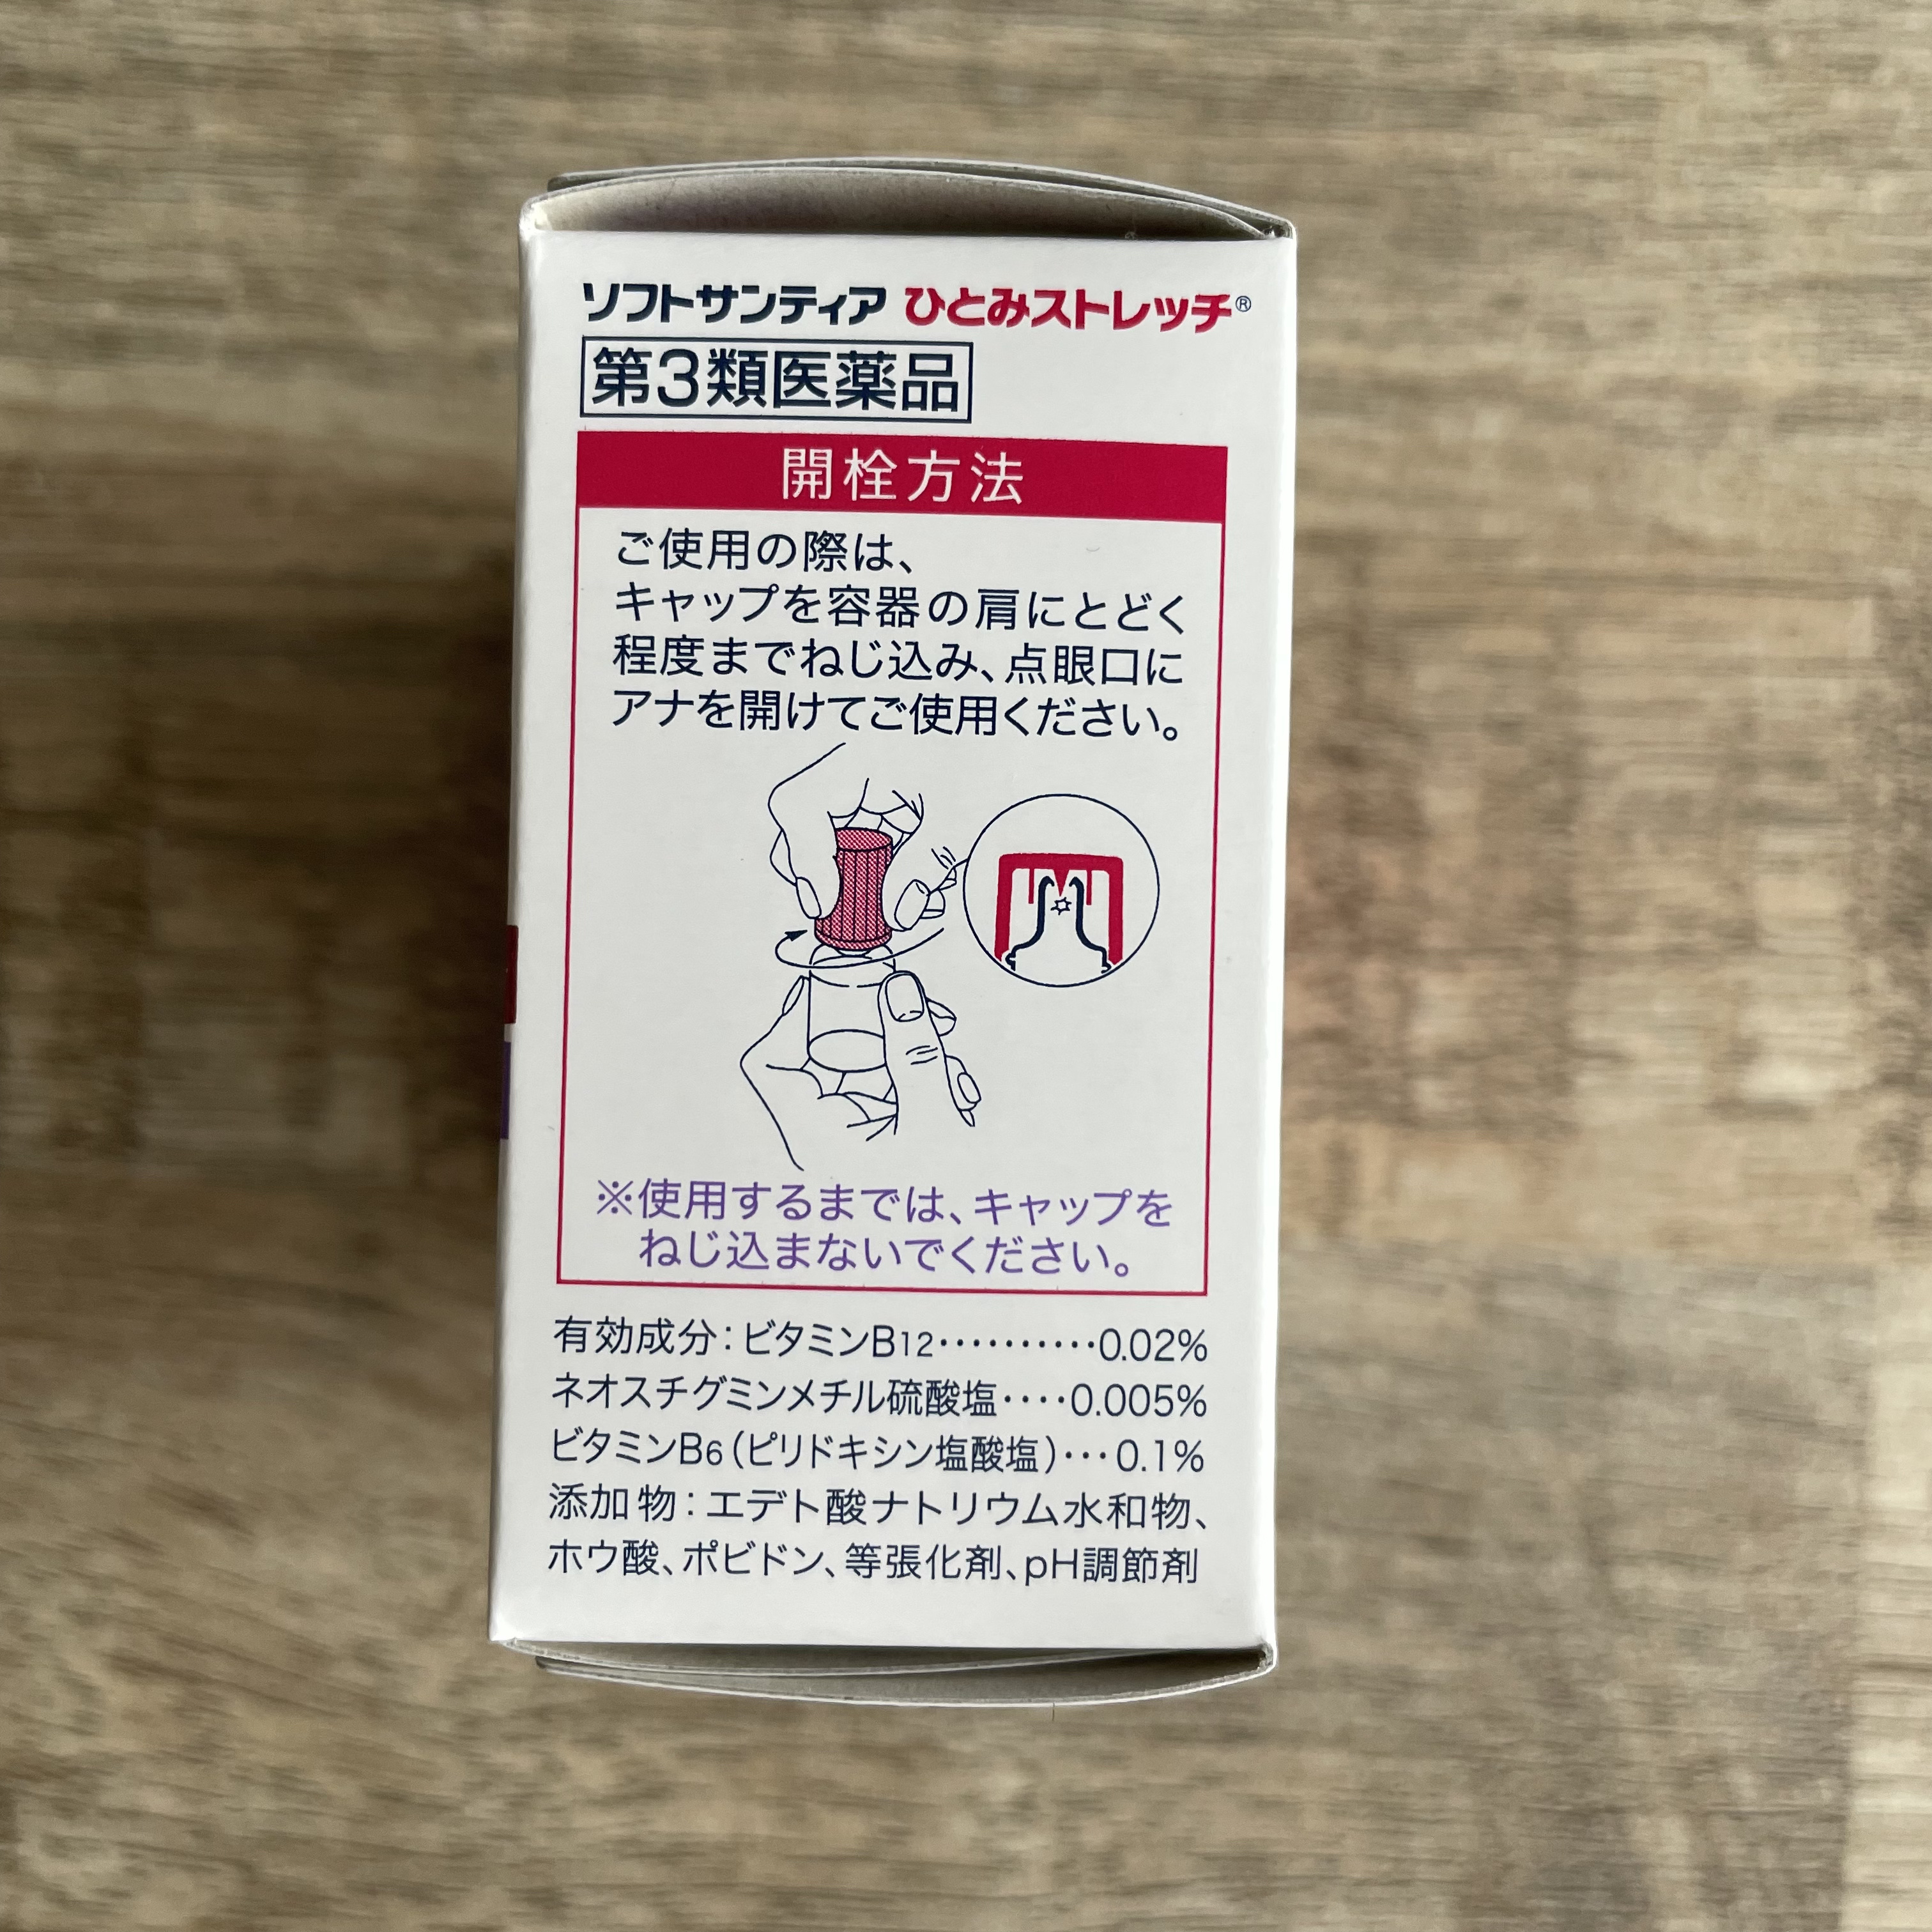 ソフトサンティア ひとみストレッチ®
第3類医薬品
開栓方法
ご使用の際は、
キャップを容器の肩にとどく
程度までねじ込み、点眼口に
アナを開けてご使用ください。
※使用するまでは、キャップを
ねじ込まないでください。
有効成分：ビタミンB12··········0.02%
ネオスチグミンメチル硫酸塩····0.005%
ビタミンB6（ピリドキシン塩酸塩）···0.1%
添加物：エデト酸ナトリウム水和物、
ホウ酸、ポビドン、等張化剤、pH調節剤